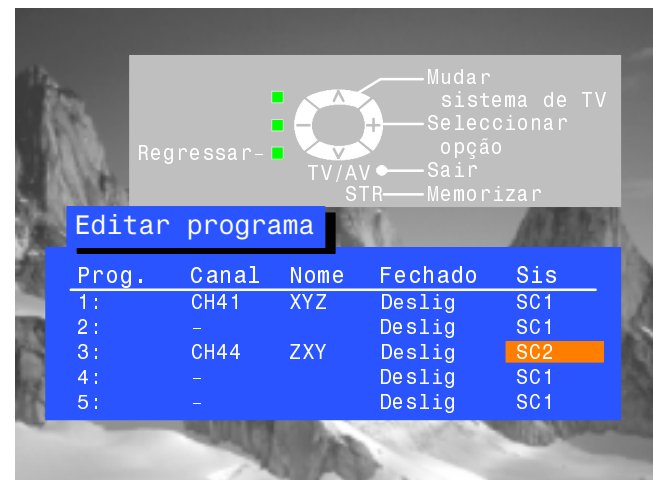 Mudar
sistema de TV
Seleccionar
opção
Regressar
TV/AV Sair
STR Memorizar
Editar programa
Prog. Canal Nome Fechado Sis
1: CH41 XYZ Deslig SC1
2: – Deslig SC1
3: CH44 ZXY Deslig SC2
4: – Deslig SC1
5: – Deslig SC1